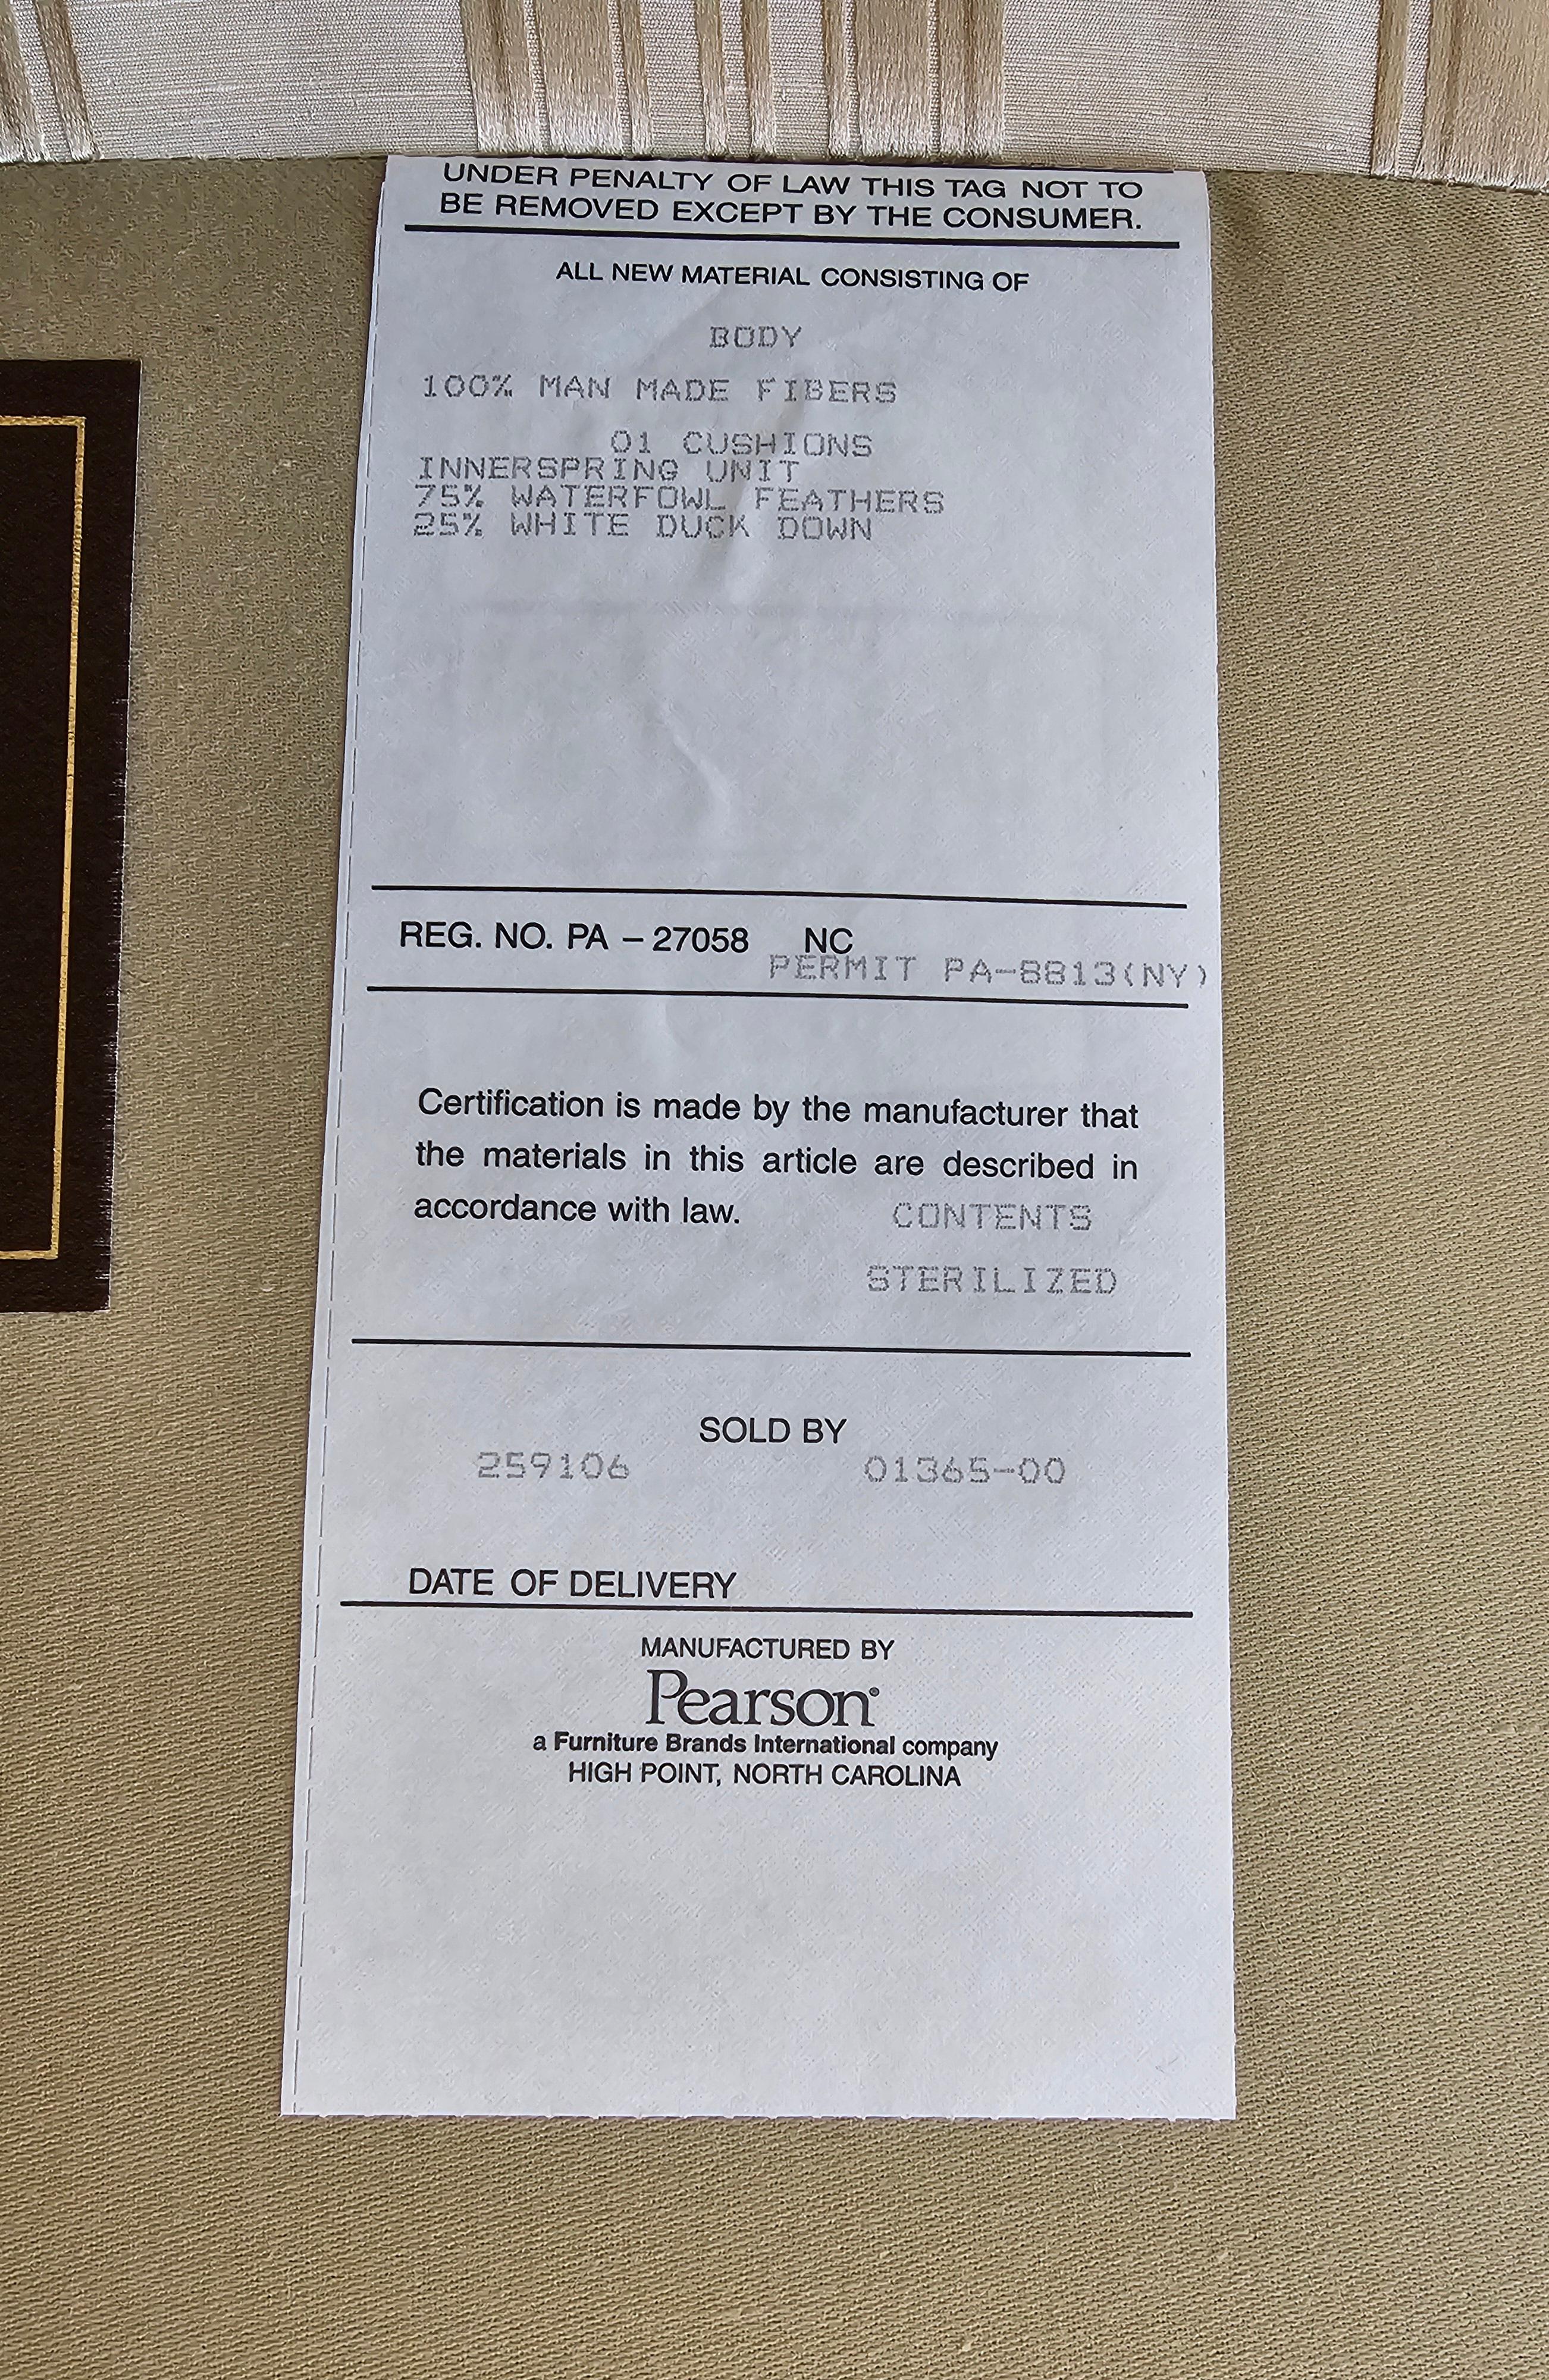 UNDER PENALTY OF LAW THIS TAG NOT TO
BE REMOVED EXCEPT BY THE CONSUMER.
ALL NEW MATERIAL CONSISTING OF
BODY
100% MAN MADE FIBERS
01 CUSHIONS
INNERSPRING UNIT
75% WATERFOWL FEATHERS
25% WHITE DUCK DOWN
REG. NO. PA – 27058 NC
PERMIT PA-8813(NY)
Certification is made by the manufacturer that
the materials in this article are described in
accordance with law. CONTENTS
STERILIZED
SOLD BY
259106 01365-00
DATE OF DELIVERY
MANUFACTURED BY
Pearson®
a Furniture Brands International company
HIGH POINT, NORTH CAROLINA